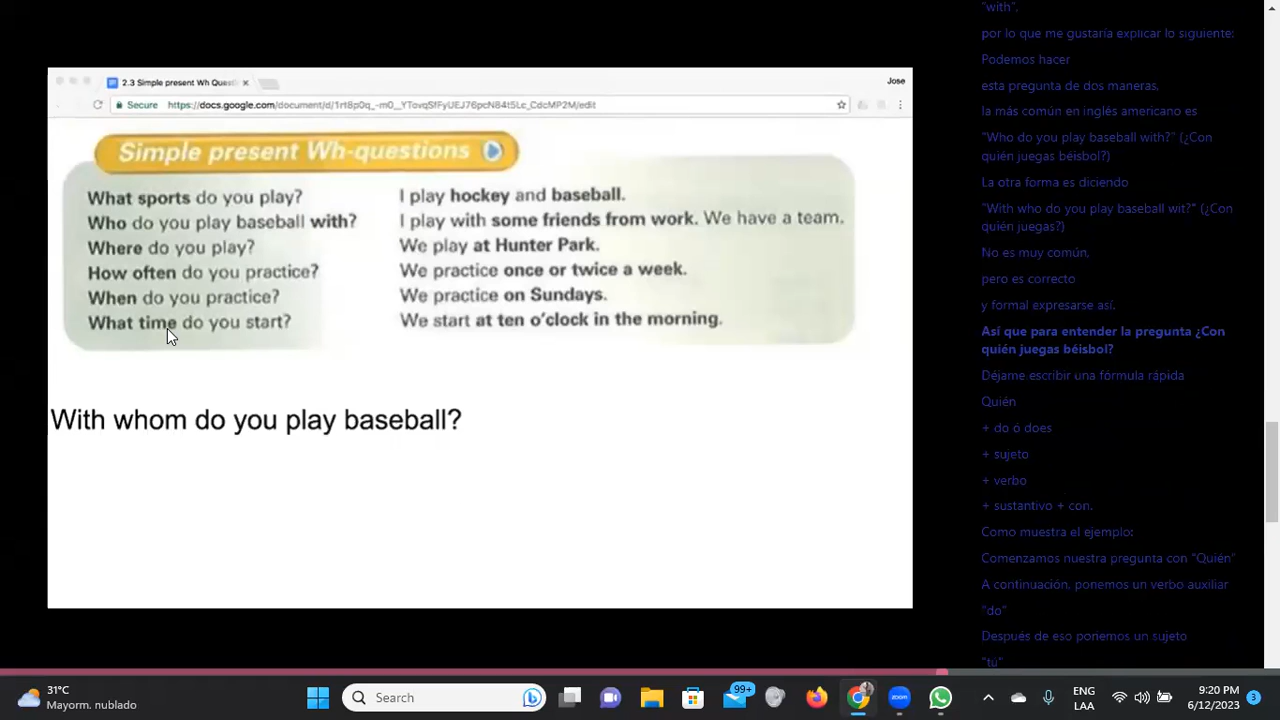 2.3 Simple present Wh Quest
Jose
Secure
https://docs.google.com/document/d/1rt8p0q_-m0__YTovqSfFyUEJ76pcN84t5Lc_CdcMP2M/edit
Simple present Wh-questions
What sports do you play? I play hockey and baseball.
Who do you play baseball with? I play with some friends from work. We have a team.
Where do you play? We play at Hunter Park.
How often do you practice? We practice once or twice a week.
When do you practice? We practice on Sundays.
What time do you start? We start at ten o'clock in the morning.
With whom do you play baseball?
"with",
por lo que me gustaría explicar lo siguiente:
Podemos hacer
esta pregunta de dos maneras,
la más común en inglés americano es
"Who do you play baseball with?" (¿Con
quién juegas béisbol?)
La otra forma es diciendo
"With who do you play baseball wit?" (¿Con
quién juegas?)
No es muy común,
pero es correcto
y formal expresarse así.
Así que para entender la pregunta ¿Con
quién juegas béisbol?
Déjame escribir una fórmula rápida
Quién
+ do ó does
+ sujeto
+ verbo
+ sustantivo + con.
Como muestra el ejemplo:
Comenzamos nuestra pregunta con "Quién"
A continuación, ponemos un verbo auxiliar
"do"
Después de eso ponemos un sujeto
"tú"
31°C
Mayorm. nublado
Search
99+
zoom
ENG
LAA
9:20 PM
6/12/2023
3